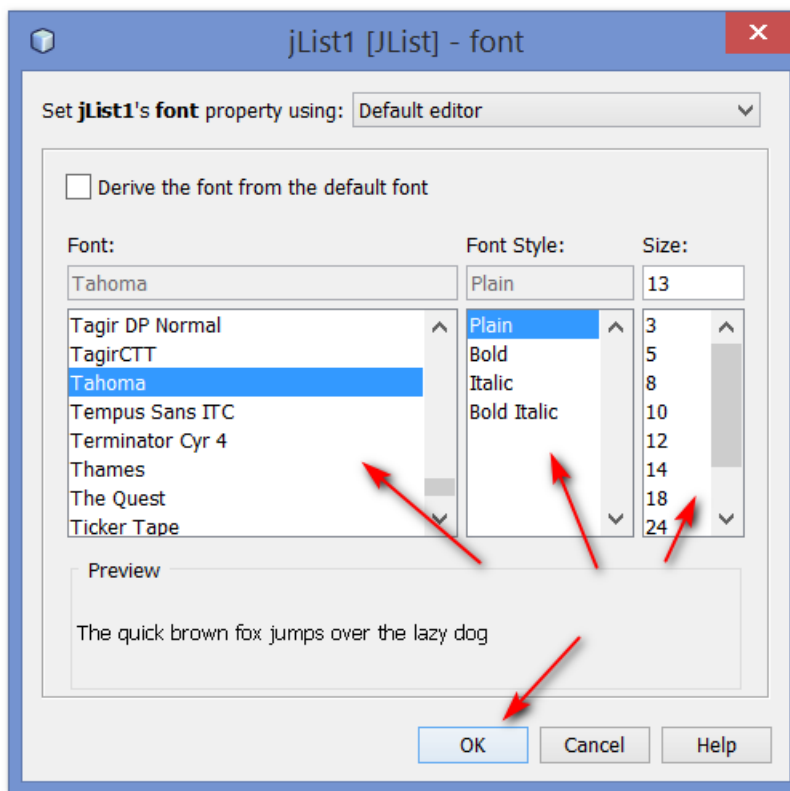 jList1 [JList] - font
Set jList1's font property using: Default editor
Derive the font from the default font
Font: Font Style: Size:
Tahoma Plain 13
Tagir DP Normal Plain 3
TagirCTT Bold 5
Tahoma Italic 8
Tempus Sans ITC Bold Italic 10
Terminator Cyr 4 12
Thames 14
The Quest 18
Ticker Tape 24
Preview
The quick brown fox jumps over the lazy dog
OK Cancel Help